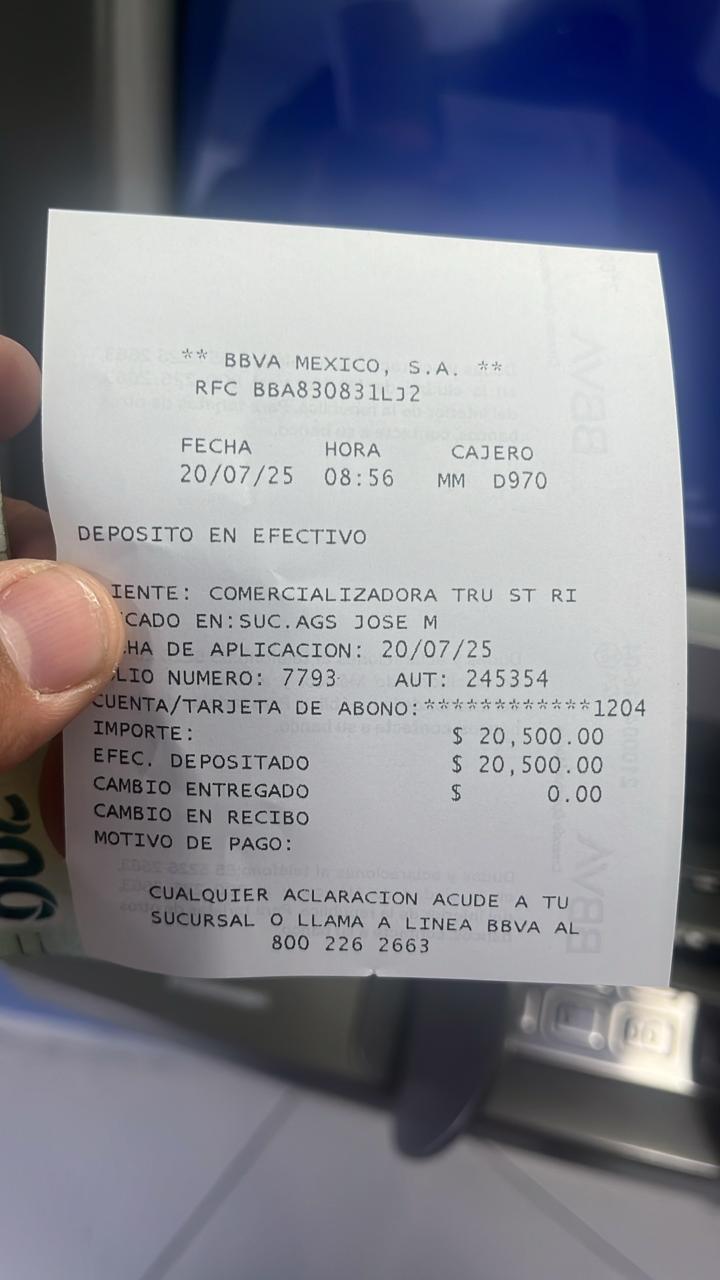 ** BBVA MEXICO, S.A. **
RFC BBA830831LJ2
FECHA HORA CAJERO
20/07/25 08:56 MM D970
DEPOSITO EN EFECTIVO
IENTE: COMERCIALIZADORA TRU ST RI
CADO EN:SUC.AGS JOSE M
HA DE APLICACION: 20/07/25
LIO NUMERO: 7793 AUT: 245354
CUENTA/TARJETA DE ABONO:************1204
IMPORTE: $ 20,500.00
EFEC. DEPOSITADO $ 20,500.00
CAMBIO ENTREGADO $ 0.00
CAMBIO EN RECIBO
MOTIVO DE PAGO:
CUALQUIER ACLARACION ACUDE A TU
SUCURSAL O LLAMA A LINEA BBVA AL
800 226 2663